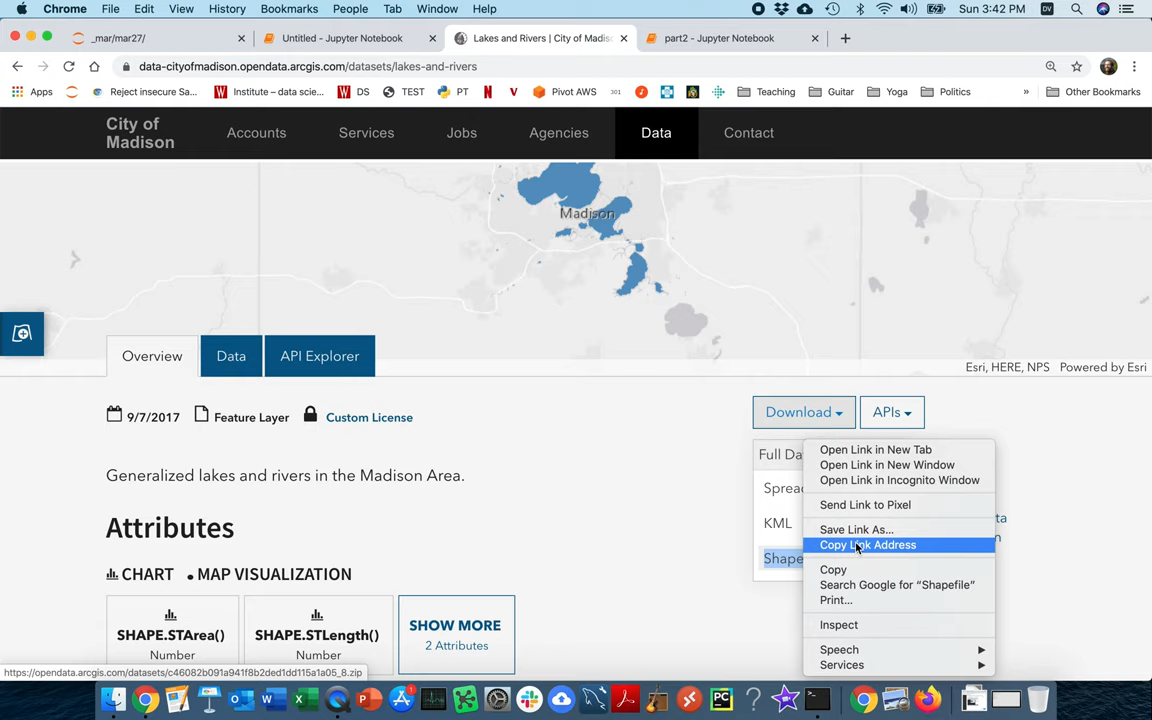 Chrome File Edit View History Bookmarks People Tab Window Help Sun 3:42 PM DV
_mar/mar27/ Untitled - Jupyter Notebook Lakes and Rivers | City of Madis part2 - Jupyter Notebook
data-cityofmadison.opendata.arcgis.com/datasets/lakes-and-rivers
Apps Reject insecure Sa... Institute – data scie... DS TEST PT Pivot AWS Teaching Guitar Yoga Politics » Other Bookmarks
City of Madison Accounts Services Jobs Agencies Data Contact
Madison
Esri, HERE, NPS Powered by Esri
Overview Data API Explorer
9/7/2017 Feature Layer Custom License
Download APIs
Generalized lakes and rivers in the Madison Area.
Full Da
Sprea
KML
Shape
Open Link in New Tab
Open Link in New Window
Open Link in Incognito Window
Send Link to Pixel
Save Link As...
Copy Link Address
Copy
Search Google for “Shapefile”
Print...
Inspect
Speech
Services
ta
n
Attributes
CHART MAP VISUALIZATION
SHAPE.STArea()
Number
SHAPE.STLength()
Number
SHOW MORE
2 Attributes
https://opendata.arcgis.com/datasets/c46082b091a941f8b2ded1dd115a1a05_8.zip